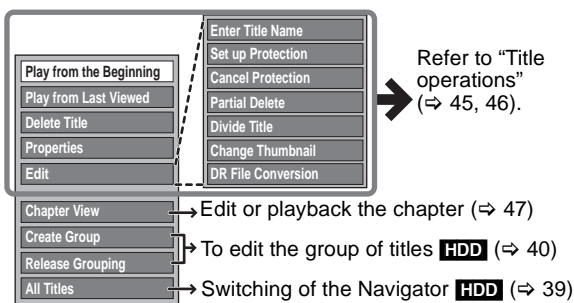 Enter Title Name
Set up Protection
Cancel Protection
Partial Delete
Divide Title
Change Thumbnail
DR File Conversion
Play from the Beginning
Play from Last Viewed
Delete Title
Properties
Edit
Refer to “Title
operations”
(⇨ 45, 46).
Chapter View
Create Group
Release Grouping
All Titles
Edit or playback the chapter (⇨ 47)
To edit the group of titles HDD (⇨ 40)
Switching of the Navigator HDD (⇨ 39)